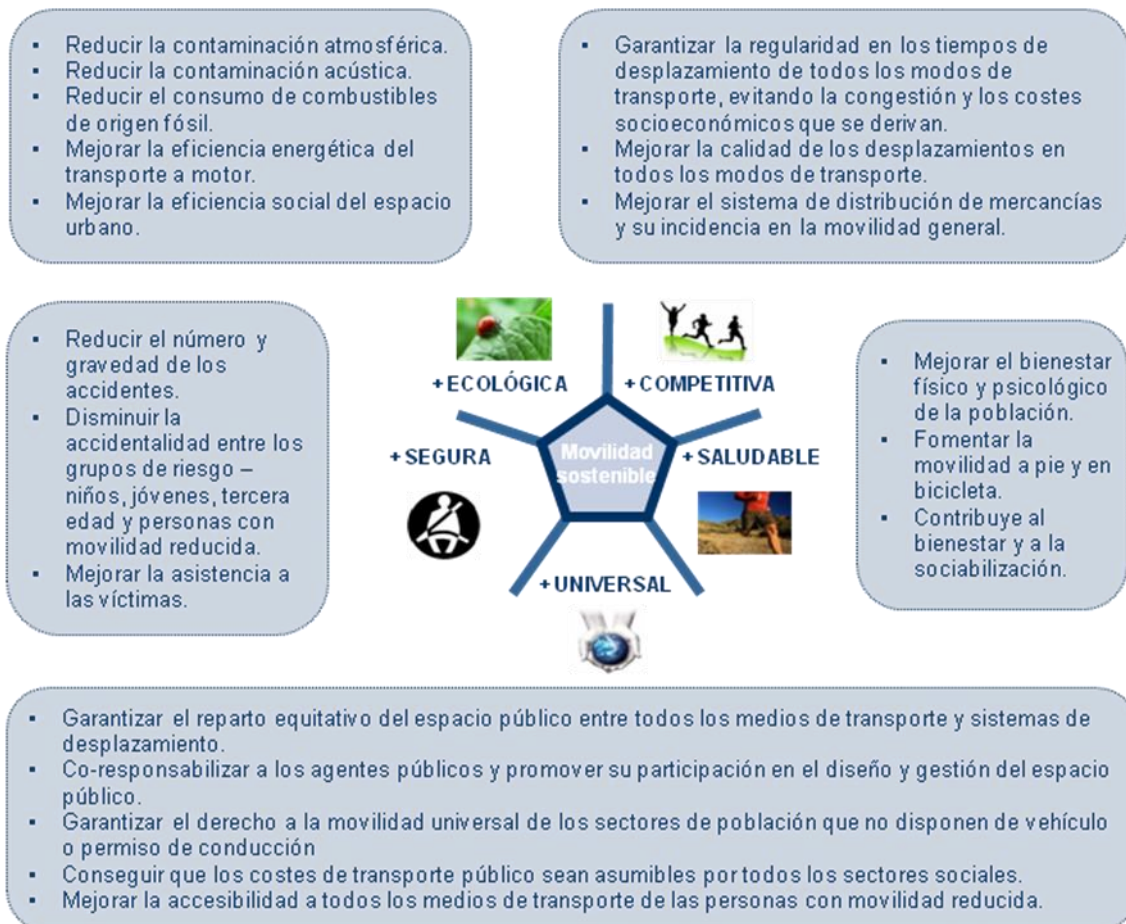 ▪ Reducir la contaminación atmosférica.
▪ Reducir la contaminación acústica.
▪ Reducir el consumo de combustibles
de origen fósil.
▪ Mejorar la eficiencia energética del
transporte a motor.
▪ Mejorar la eficiencia social del espacio
urbano.
▪ Garantizar la regularidad en los tiempos de
desplazamiento de todos los modos de
transporte, evitando la congestión y los costes
socioeconómicos que se derivan.
▪ Mejorar la calidad de los desplazamientos en
todos los modos de transporte.
▪ Mejorar el sistema de distribución de mercancías
y su incidencia en la movilidad general.
▪ Reducir el número y
gravedad de los
accidentes.
▪ Disminuir la
accidentalidad entre los
grupos de riesgo –
niños, jóvenes, tercera
edad y personas con
movilidad reducida.
▪ Mejorar la asistencia a
las víctimas.
+ECOLÓGICA
+COMPETITIVA
+SEGURA
Movilidad
sostenible
+SALUDABLE
+UNIVERSAL
▪ Mejorar el bienestar
físico y psicológico
de la población.
▪ Fomentar la
movilidad a pie y en
bicicleta.
▪ Contribuye al
bienestar y a la
sociabilización.
▪ Garantizar el reparto equitativo del espacio público entre todos los medios de transporte y sistemas de
desplazamiento.
▪ Co-responsabilizar a los agentes públicos y promover su participación en el diseño y gestión del espacio
público.
▪ Garantizar el derecho a la movilidad universal de los sectores de población que no disponen de vehículo
o permiso de conducción
▪ Conseguir que los costes de transporte público sean asumibles por todos los sectores sociales.
▪ Mejorar la accesibilidad a todos los medios de transporte de las personas con movilidad reducida.